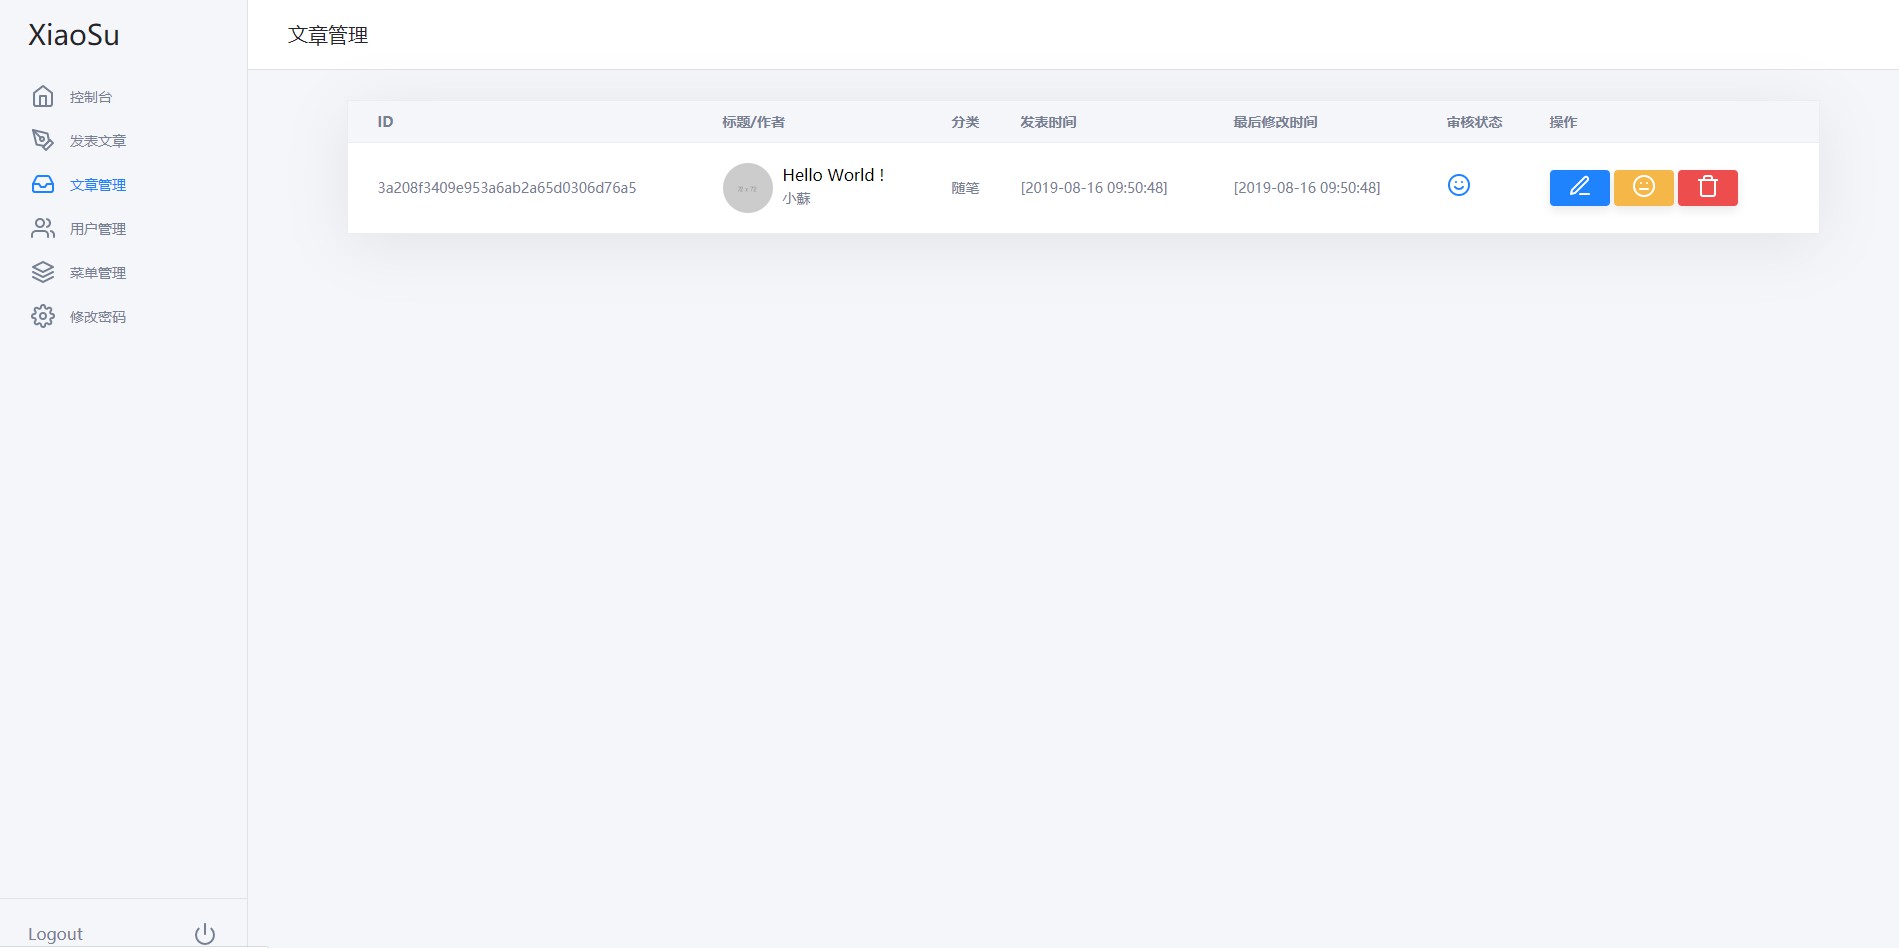 XiaoSu
控制台
发表文章
文章管理
用户管理
菜单管理
修改密码
Logout
文章管理
ID 标题/作者 分类 发表时间 最后修改时间 审核状态 操作
3a208f3409e953a6ab2a65d0306d76a5 Hello World ! 随笔 [2019-08-16 09:50:48] [2019-08-16 09:50:48]
小蘇